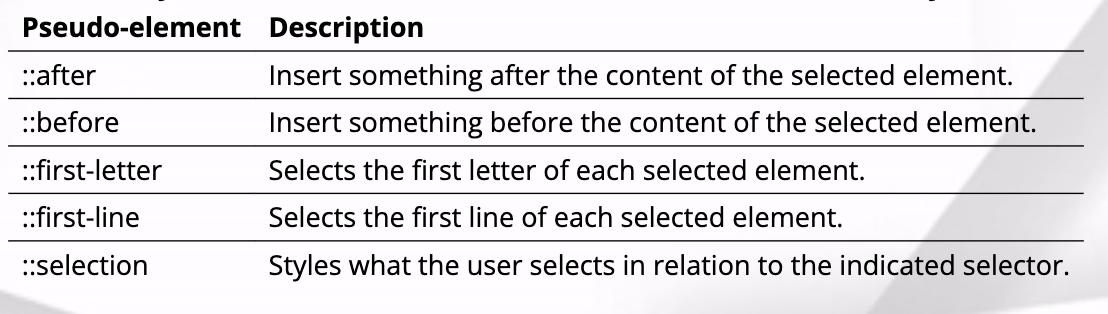 Pseudo-element Description
::after Insert something after the content of the selected element.
::before Insert something before the content of the selected element.
::first-letter Selects the first letter of each selected element.
::first-line Selects the first line of each selected element.
::selection Styles what the user selects in relation to the indicated selector.